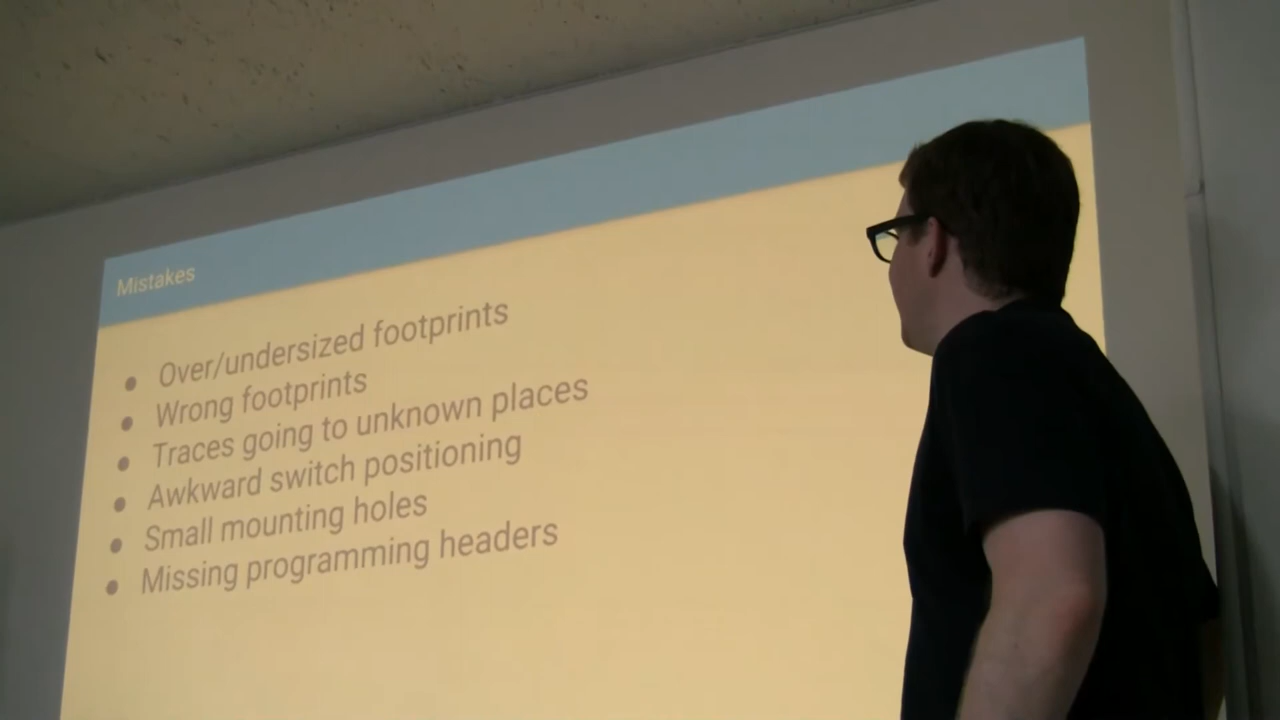 Mistakes
Over/undersized footprints
Wrong footprints
Traces going to unknown places
Awkward switch positioning
Small mounting holes
Missing programming headers